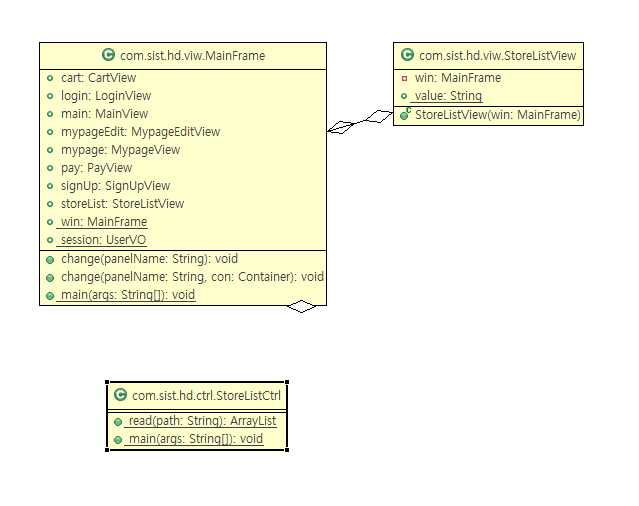 com.sist.hd.viw.MainFrame
cart: CartView
login: LoginView
main: MainView
mypageEdit: MypageEditView
mypage: MypageView
pay: PayView
signUp: SignUpView
storeList: StoreListView
win: MainFrame
session: UserVO
change(panelName: String): void
change(panelName: String, con: Container): void
main(args: String[]): void
com.sist.hd.viw.StoreListView
win: MainFrame
value: String
StoreListView(win: MainFrame)
com.sist.hd.ctrl.StoreListCtrl
read(path: String): ArrayList
main(args: String[]): void